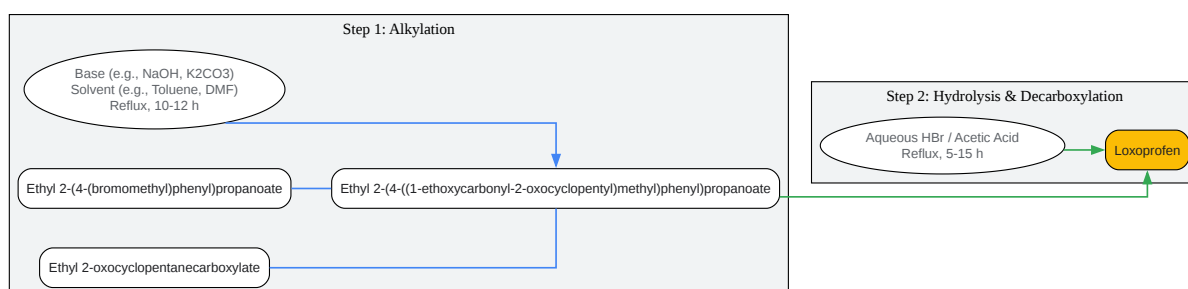 Step 1: Alkylation
Base (e.g., NaOH, K2CO3)
Solvent (e.g., Toluene, DMF)
Reflux, 10-12 h
Ethyl 2-(4-(bromomethyl)phenyl)propanoate
Ethyl 2-(4-((1-ethoxycarbonyl-2-oxocyclopentyl)methyl)phenyl)propanoate
Ethyl 2-oxocyclopentanecarboxylate
Step 2: Hydrolysis & Decarboxylation
Aqueous HBr / Acetic Acid
Reflux, 5-15 h
Loxoprofen